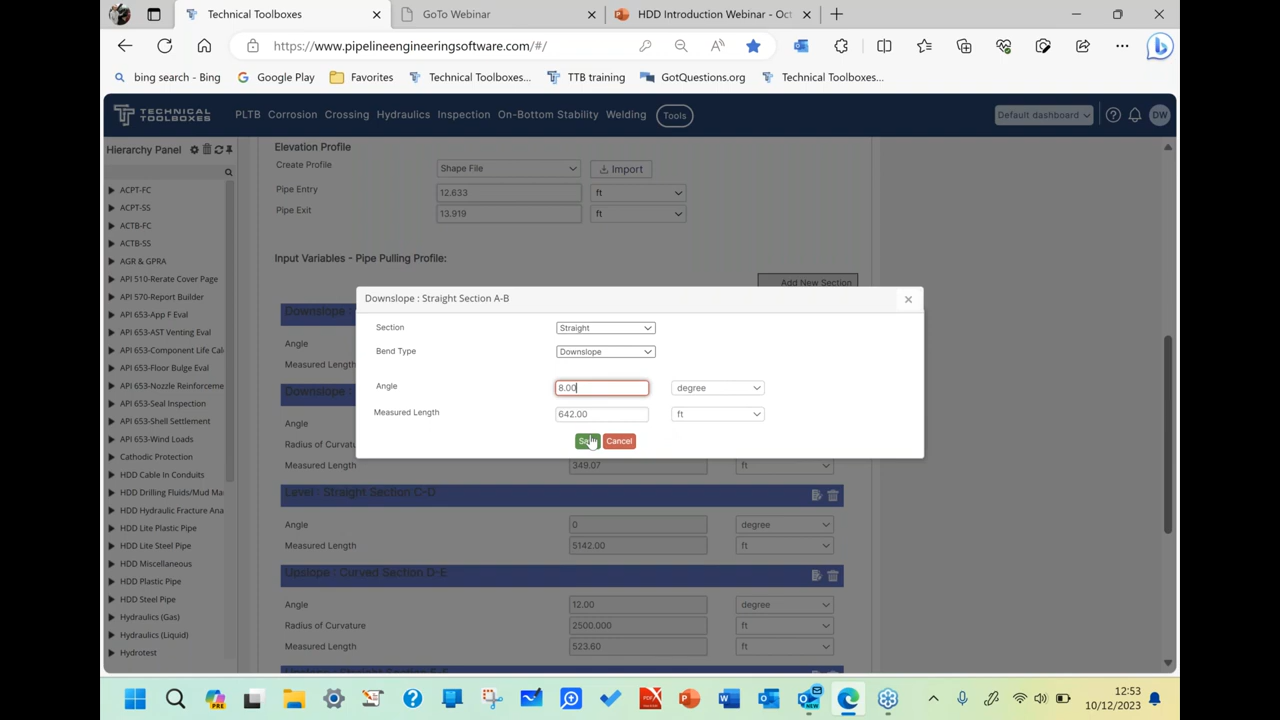 Technical Toolboxes
GoTo Webinar
HDD Introduction Webinar - Oct
https://www.pipelineengineeringsoftware.com/#/
bing search - Bing
Google Play
Favorites
Technical Toolboxes...
TTB training
GotQuestions.org
Technical Toolboxes...
TECHNICAL TOOLBOXES
PLTB Corrosion Crossing Hydraulics Inspection On-Bottom Stability Welding Tools
Default dashboard
DW
Hierarchy Panel
ACPT-FC
ACPT-SS
ACTB-FC
ACTB-SS
AGR & GPRA
API 510-Rerate Cover Page
API 570-Report Builder
API 653-App F Eval
API 653-AST Venting Eval
API 653-Component Life Cal
API 653-Floor Bulge Eval
API 653-Nozzle Reinforceme
API 653-Seal Inspection
API 653-Shell Settlement
API 653-Wind Loads
Cathodic Protection
HDD Cable In Conduits
HDD Drilling Fluids/Mud Ma
HDD Hydraulic Fracture Ana
HDD Lite Plastic Pipe
HDD Lite Steel Pipe
HDD Miscellaneous
HDD Plastic Pipe
HDD Steel Pipe
Hydraulics (Gas)
Hydraulics (Liquid)
Hydrotest
Elevation Profile
Create Profile Shape File Import
Pipe Entry 12.633 ft
Pipe Exit 13.919 ft
Input Variables - Pipe Pulling Profile:
Add New Section
Downslope :
Angle
Measured Length
Downslope
Angle
Radius of Curvature
Measured Length 349.07 ft
Downslope : Straight Section A-B
Section Straight
Bend Type Downslope
Angle 8.00 degree
Measured Length 642.00 ft
Cancel
Level : Straight Section C-D
Angle 0 degree
Measured Length 5142.00 ft
Upslope : Curved Section D-E
Angle 12.00 degree
Radius of Curvature 2500.000 ft
Measured Length 523.60 ft
Upslope : Straight Section E-F
PRE
NEW
12:53
10/12/2023